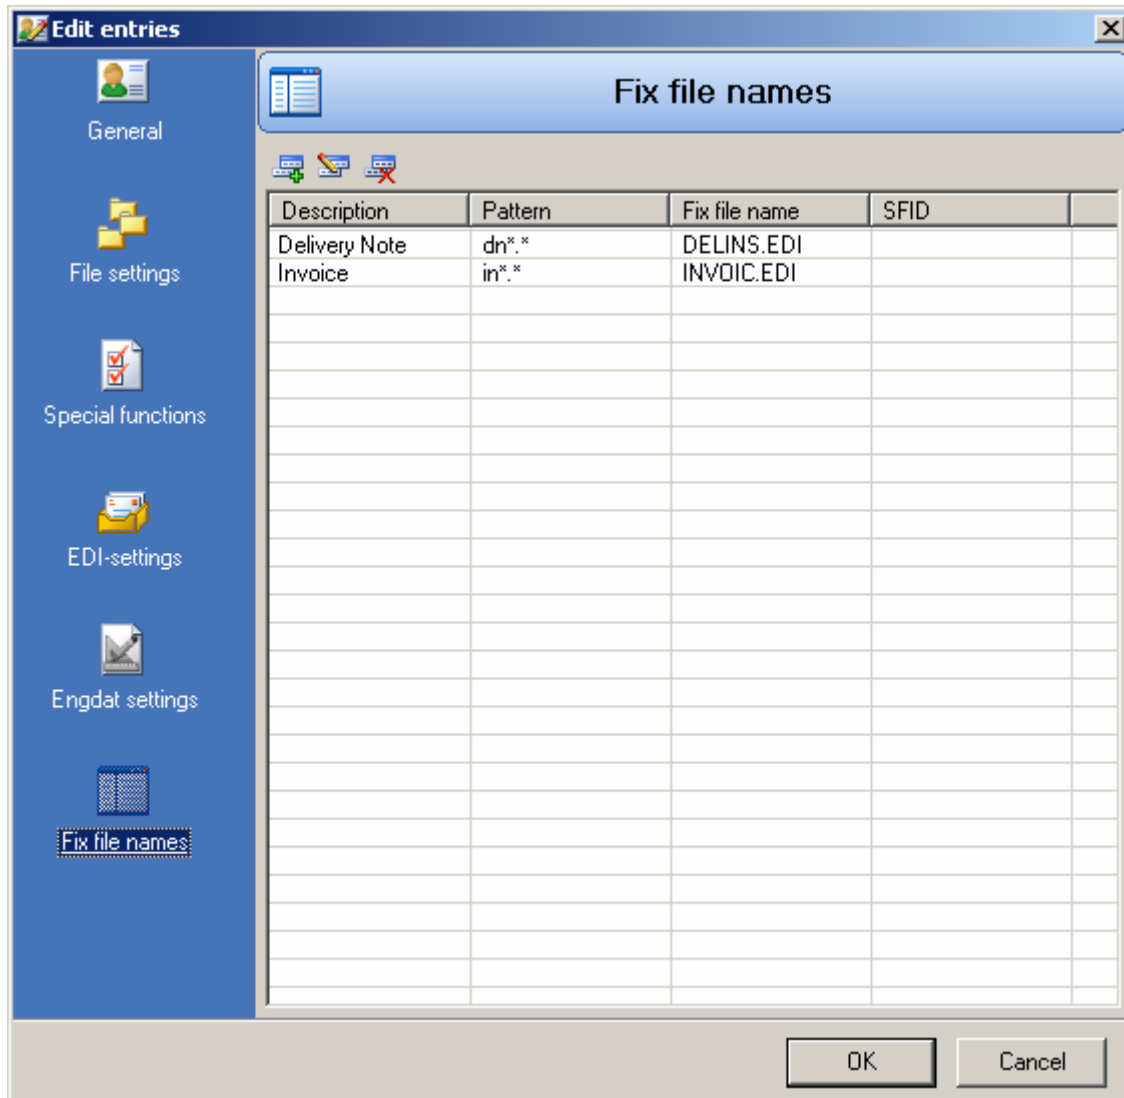 Edit entries
General
File settings
Special functions
EDI-settings
Engdat settings
Fix file names
Fix file names
Description Pattern Fix file name SFID
Delivery Note dn*.* DELINS.EDI
Invoice in*.* INVOIC.EDI
OK Cancel